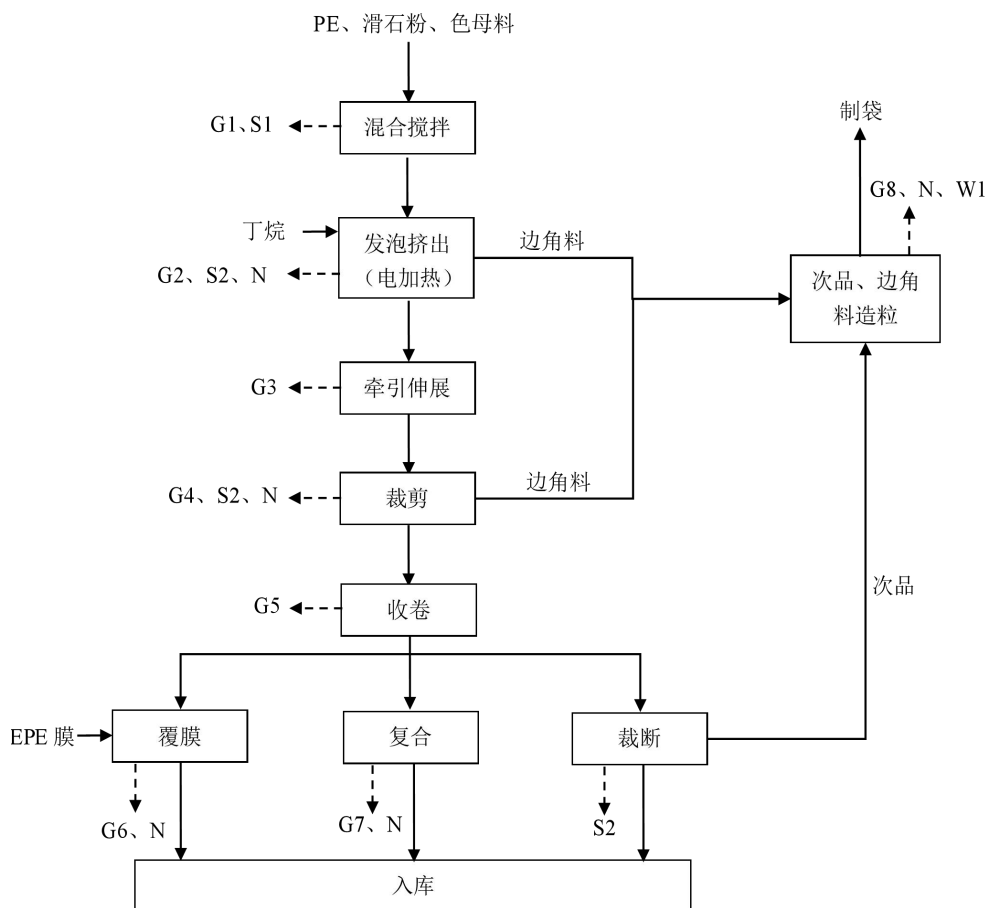 PE、滑石粉、色母料
G1、S1
混合搅拌
制袋
G8、N、W1
丁烷
发泡挤出
（电加热）
G2、S2、N
边角料
次品、边角
料造粒
G3
牵引伸展
G4、S2、N
裁剪
边角料
G5
收卷
次品
EPE 膜
覆膜
复合
裁断
G6、N
G7、N
S2
入库